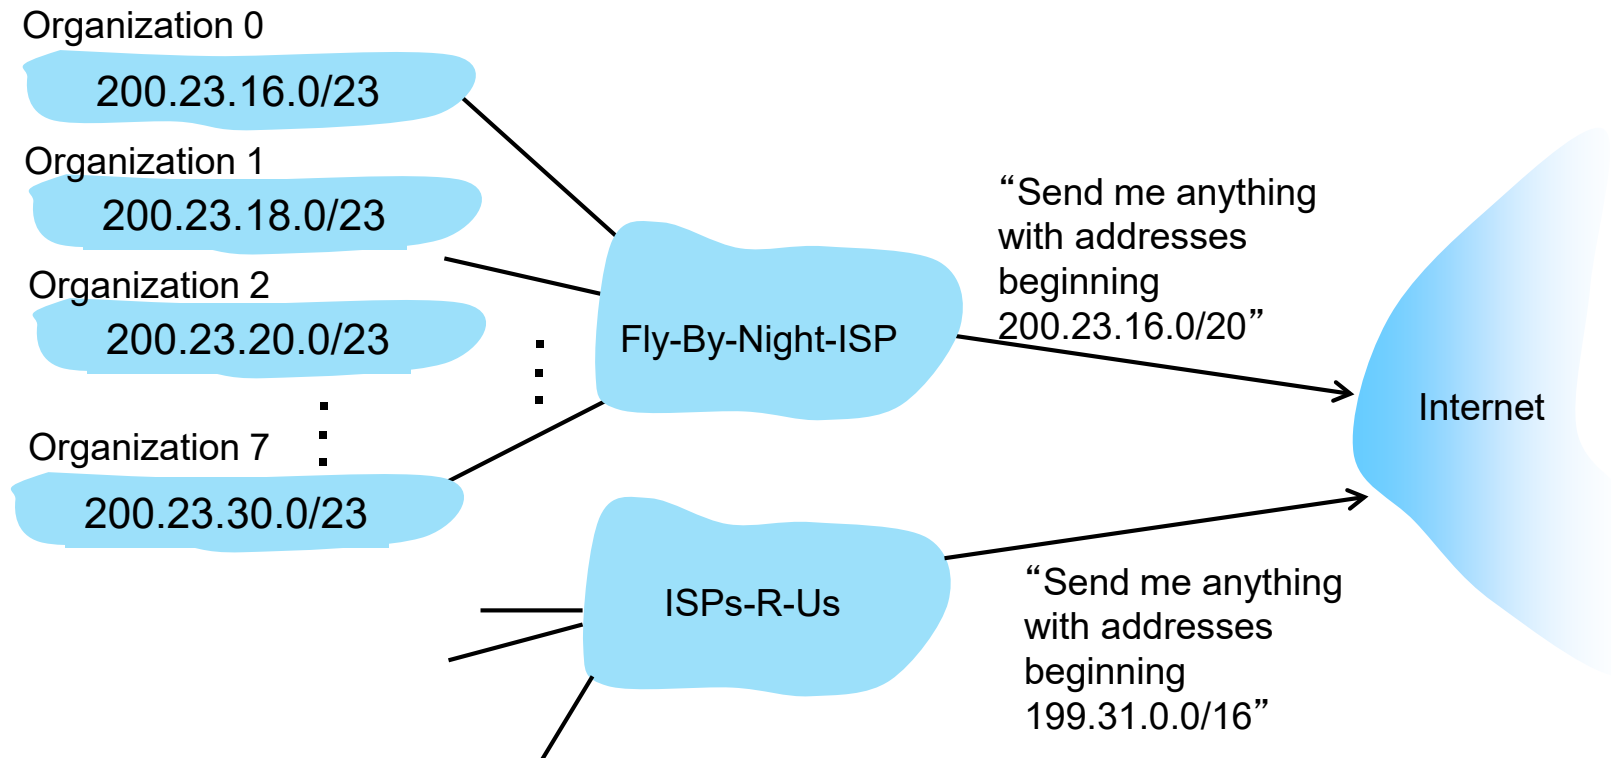 Organization 0
200.23.16.0/23
Organization 1
200.23.18.0/23
Organization 2
200.23.20.0/23
Organization 7
200.23.30.0/23
Fly-By-Night-ISP
“Send me anything
with addresses
beginning
200.23.16.0/20”
Internet
ISPs-R-Us
“Send me anything
with addresses
beginning
199.31.0.0/16”